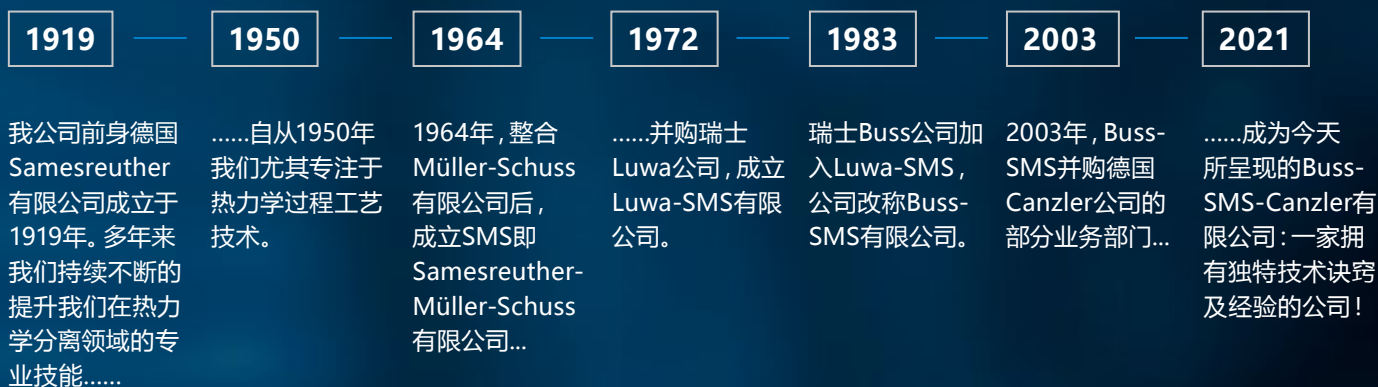 1919
1950
1964
1972
1983
2003
2021
我公司前身德国
Samesreuther
有限公司成立于
1919年。多年来
我们持续不断的
提升我们在热力
学分离领域的专
业技能......
......自从1950年
我们尤其专注于
热力学过程工艺
技术。
1964年，整合
Müller-Schuss
有限公司后，
成立SMS即
Samesreuther-
Müller-Schuss
有限公司...
......并购瑞士
Luwa公司，成立
Luwa-SMS有限
公司。
瑞士Buss公司加
入Luwa-SMS，
公司改称Buss-
SMS有限公司。
2003年，Buss-
SMS并购德国
Canzler公司的
部分业务部门...
......成为今天
所呈现的Buss-
SMS-Canzler有
限公司：一家拥
有独特技术诀窍
及经验的公司！